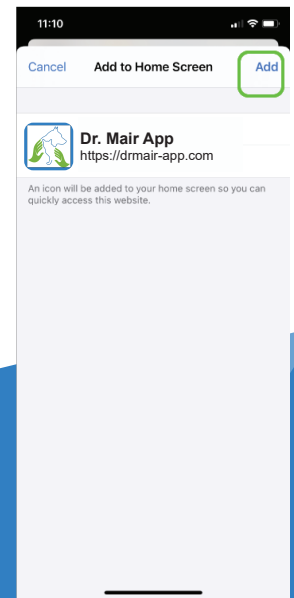 11:10
Cancel Add to Home Screen Add
Dr. Mair App
https://drmair-app.com
An icon will be added to your home screen so you can
quickly access this website.